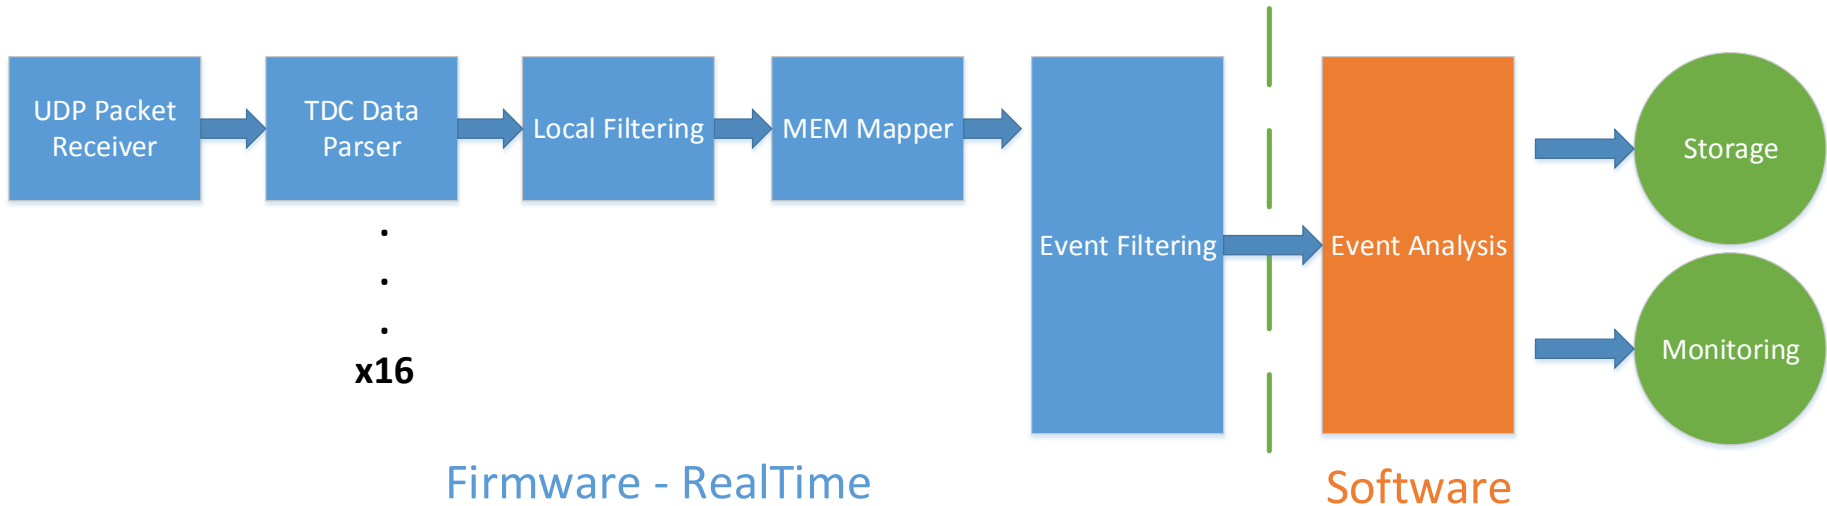 UDP Packet
Receiver
TDC Data
Parser
Local Filtering
MEM Mapper
.
.
.
x16
Event Filtering
Event Analysis
Storage
Monitoring
Firmware - RealTime
Software